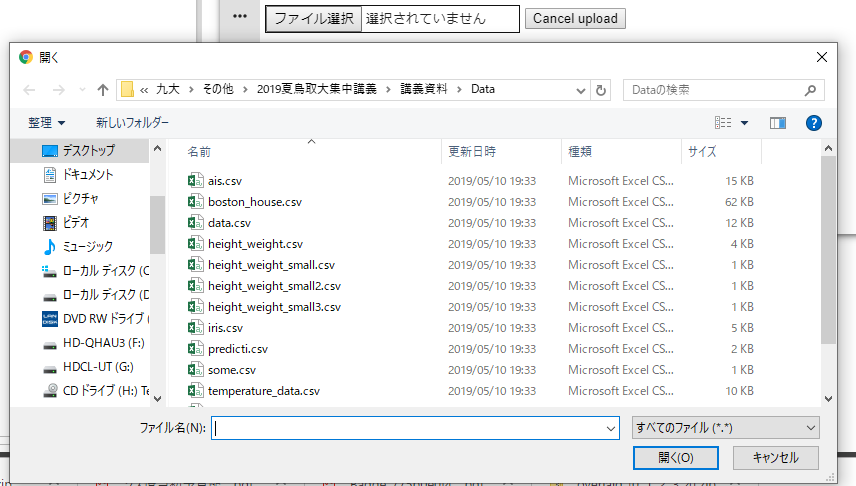 ファイル選択 選択されていません Cancel upload
開く
« 九大 › その他 › 2019夏鳥取大集中講義 › 講義資料 › Data
Dataの検索
整理 新しいフォルダー
デスクトップ
ドキュメント
ピクチャ
ビデオ
ミュージック
ローカル ディスク (C
ローカル ディスク (D
DVD RW ドライブ (
HD-QHAU3 (F:)
HDCL-UT (G:)
CD ドライブ (H:) Te
名前 更新日時 種類 サイズ
ais.csv 2019/05/10 19:33 Microsoft Excel CS... 15 KB
boston_house.csv 2019/05/10 19:33 Microsoft Excel CS... 62 KB
data.csv 2019/05/10 19:33 Microsoft Excel CS... 12 KB
height_weight.csv 2019/05/10 19:33 Microsoft Excel CS... 4 KB
height_weight_small.csv 2019/05/10 19:33 Microsoft Excel CS... 1 KB
height_weight_small2.csv 2019/05/10 19:33 Microsoft Excel CS... 1 KB
height_weight_small3.csv 2019/05/10 19:33 Microsoft Excel CS... 1 KB
iris.csv 2019/05/10 19:33 Microsoft Excel CS... 5 KB
predicti.csv 2019/05/10 19:33 Microsoft Excel CS... 2 KB
some.csv 2019/05/10 19:33 Microsoft Excel CS... 1 KB
temperature_data.csv 2019/05/10 19:33 Microsoft Excel CS... 10 KB
ファイル名(N): すべてのファイル (*.*)
開く(O) キャンセル